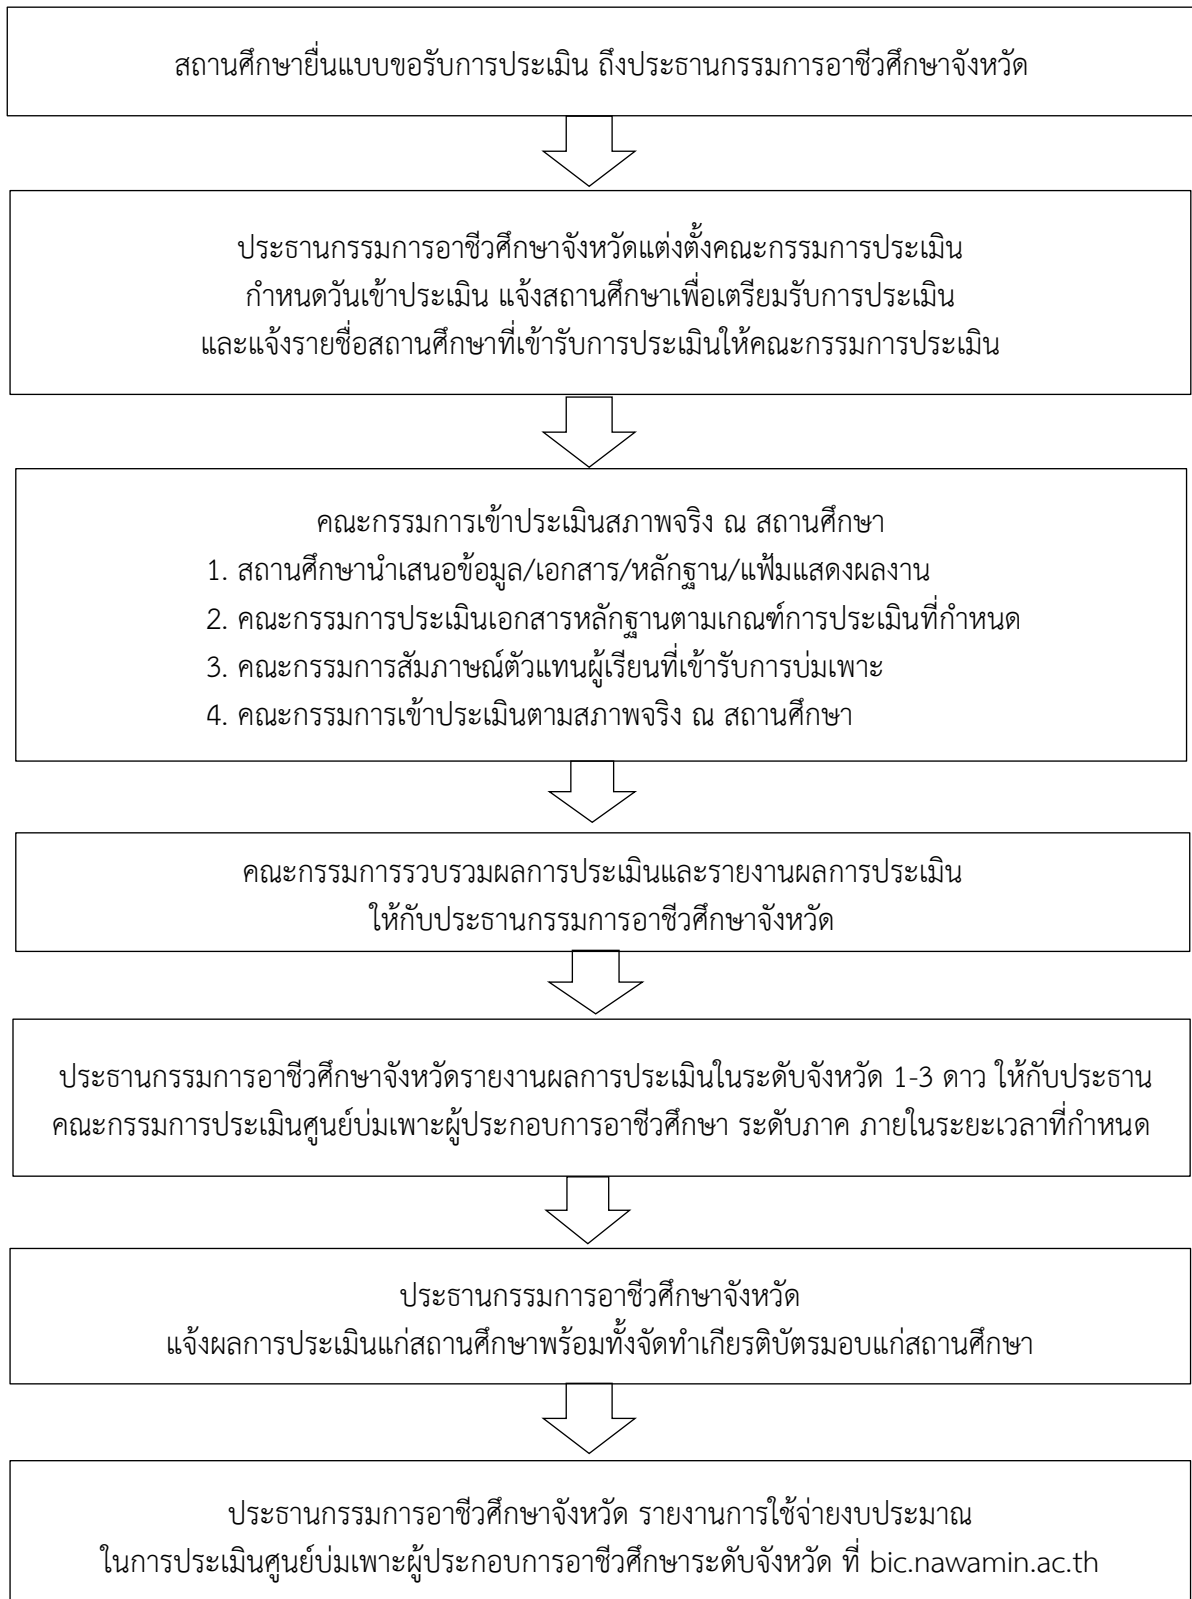 สถานศึกษายื่นแบบขอรับการประเมิน ถึงประธานกรรมการอาชีวศึกษาจังหวัด
ประธานกรรมการอาชีวศึกษาจังหวัดแต่งตั้งคณะกรรมการประเมิน
กำหนดวันเข้าประเมิน แจ้งสถานศึกษาเพื่อเตรียมรับการประเมิน
และแจ้งรายชื่อสถานศึกษาที่เข้ารับการประเมินให้คณะกรรมการประเมิน
คณะกรรมการเข้าประเมินสภาพจริง ณ สถานศึกษา
1. สถานศึกษานำเสนอข้อมูล/เอกสาร/หลักฐาน/แฟ้มแสดงผลงาน
2. คณะกรรมการประเมินเอกสารหลักฐานตามเกณฑ์การประเมินที่กำหนด
3. คณะกรรมการสัมภาษณ์ตัวแทนผู้เรียนที่เข้ารับการบ่มเพาะ
4. คณะกรรมการเข้าประเมินตามสภาพจริง ณ สถานศึกษา
คณะกรรมการรวบรวมผลการประเมินและรายงานผลการประเมิน
ให้กับประธานกรรมการอาชีวศึกษาจังหวัด
ประธานกรรมการอาชีวศึกษาจังหวัดรายงานผลการประเมินในระดับจังหวัด 1-3 ดาว ให้กับประธาน
คณะกรรมการประเมินศูนย์บ่มเพาะผู้ประกอบการอาชีวศึกษา ระดับภาค ภายในระยะเวลาที่กำหนด
ประธานกรรมการอาชีวศึกษาจังหวัด
แจ้งผลการประเมินแก่สถานศึกษาพร้อมทั้งจัดทำเกียรติบัตรมอบแก่สถานศึกษา
ประธานกรรมการอาชีวศึกษาจังหวัด รายงานการใช้จ่ายงบประมาณ
ในการประเมินศูนย์บ่มเพาะผู้ประกอบการอาชีวศึกษาระดับจังหวัด ที่ bic.nawamin.ac.th